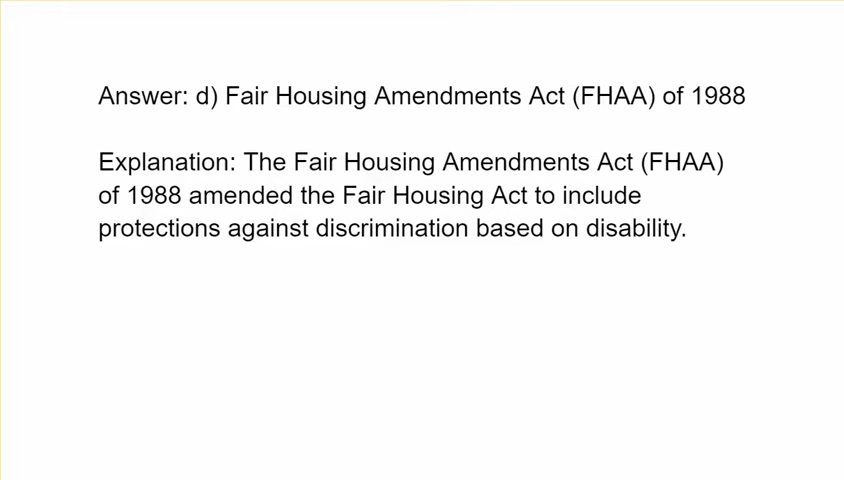 Answer: d) Fair Housing Amendments Act (FHAA) of 1988
Explanation: The Fair Housing Amendments Act (FHAA)
of 1988 amended the Fair Housing Act to include
protections against discrimination based on disability.